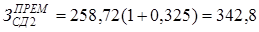 З_{СД2}^{ПРЕМ} = 258,72(1+0,325) = 342,8